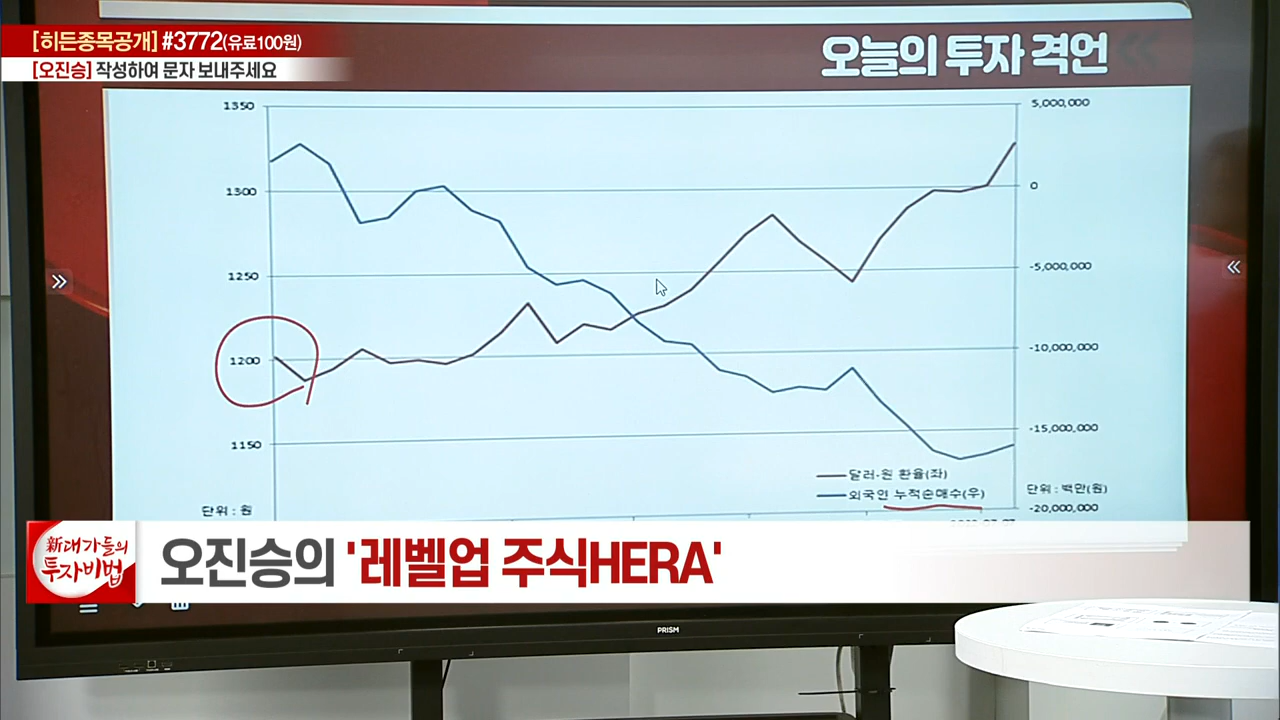 [히든종목공개] #3772(유료100원)
[오진승] 작성하여 문자 보내주세요
오늘의 투자 격언
1350
1300
1250
1200
1150
단위 : 원
5,000,000
0
-5,000,000
-10,000,000
-15,000,000
-20,000,000
단위 : 백만(원)
달러-원 환율(좌)
외국인 누적순매수(우)
新대가들의
투자비법
오진승의 '레벨업 주식HERA'
PRISM